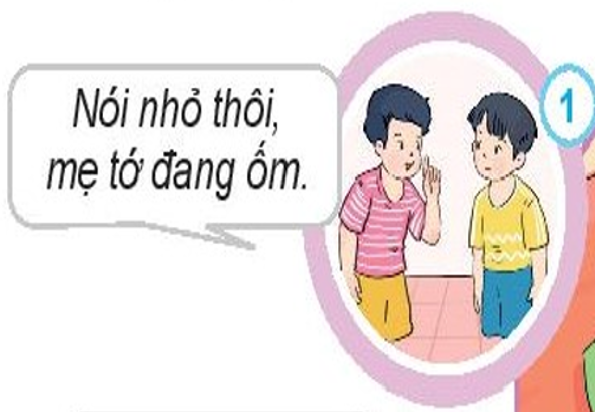 Nói nhỏ thôi,
mẹ tớ đang ốm.
1